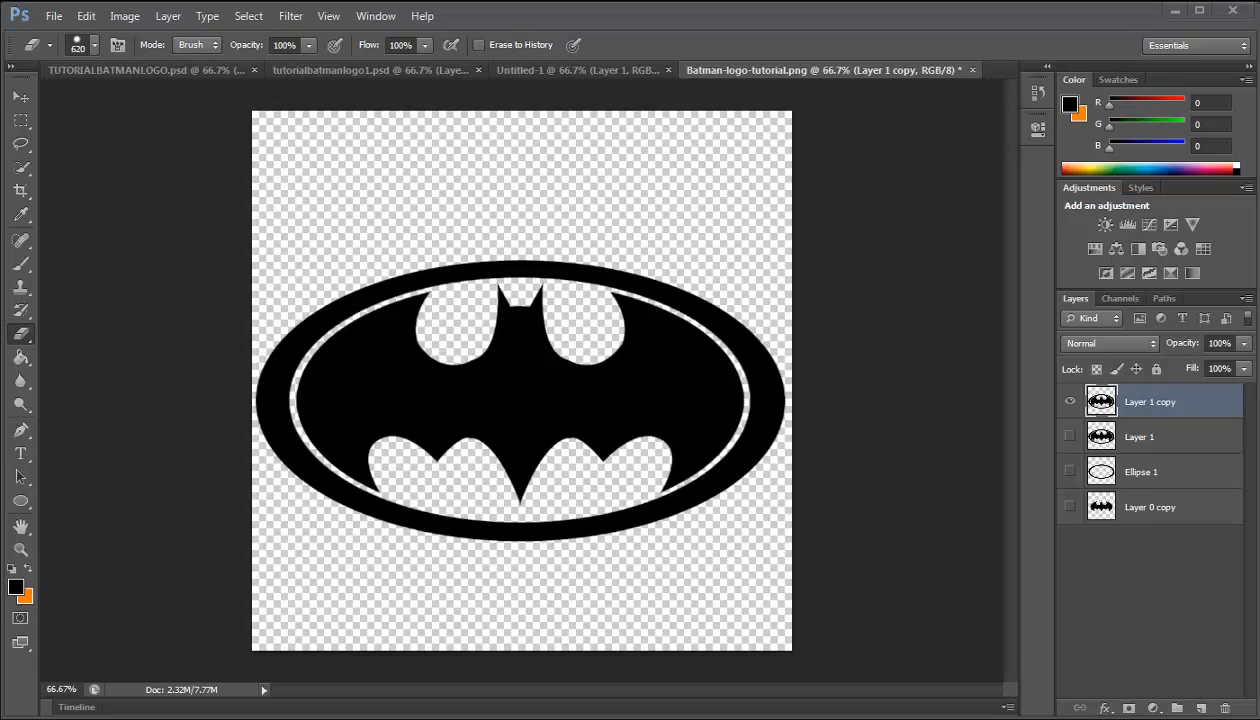 Ps File Edit Image Layer Type Select Filter View Window Help
620 Mode: Brush Opacity: 100% Flow: 100% Erase to History Essentials
TUTORIALBATMANLOGO.psd @ 66.7% (... × tutorialbatmanlogo1.psd @ 66.7% (Laye... × Untitled-1 @ 66.7% (Layer 1, RGB... × Batman-logo-tutorial.png @ 66.7% (Layer 1 copy, RGB/8) * ×
Color Swatches
R 0
G 0
B 0
Adjustments Styles
Add an adjustment
Layers Channels Paths
Kind
Normal Opacity: 100%
Lock: Fill: 100%
Layer 1 copy
Layer 1
Ellipse 1
Layer 0 copy
66.67% Doc: 2.32M/7.77M
Timeline